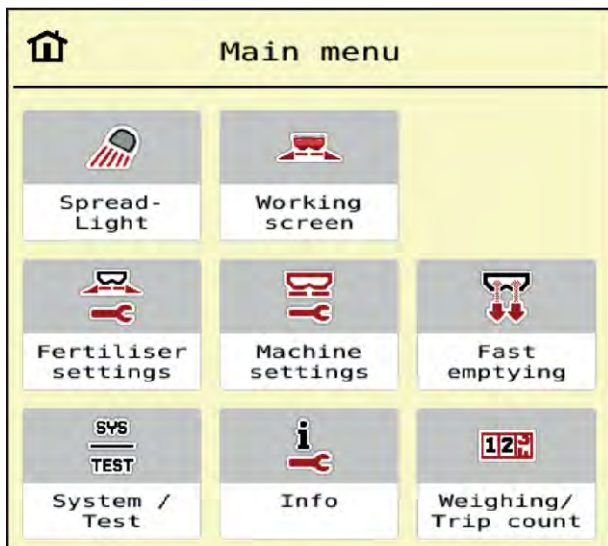 Main menu
Spread-
Light
Working
screen
Fertiliser
settings
Machine
settings
Fast
emptying
SYS
TEST
System /
Test
i
Info
12
Weighing/
Trip count